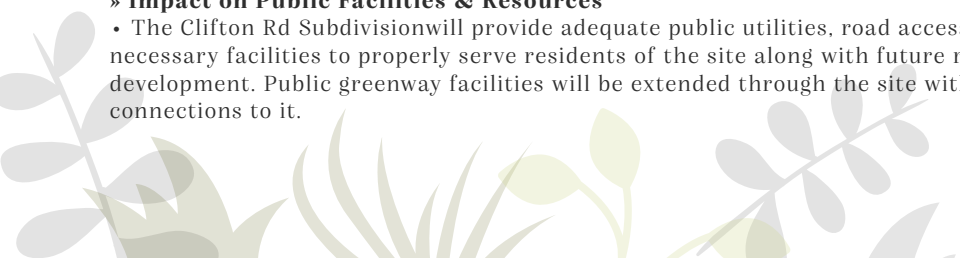 » Impact on Public Facilities & Resources
• The Clifton Rd Subdivisionwill provide adequate public utilities, road
necessary facilities to properly serve residents of the site along with future
development. Public greenway facilities will be extended through the site
connections to it.